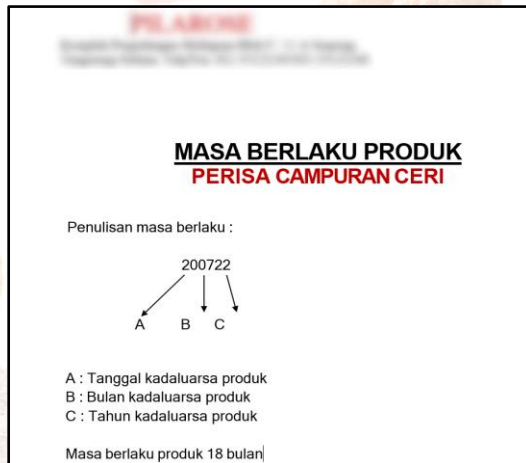 PILAROSE
MASA BERLAKU PRODUK
PERISA CAMPURAN CERI
Penulisan masa berlaku :
200722
A B C
A : Tanggal kadaluarsa produk
B : Bulan kadaluarsa produk
C : Tahun kadaluarsa produk
Masa berlaku produk 18 bulan